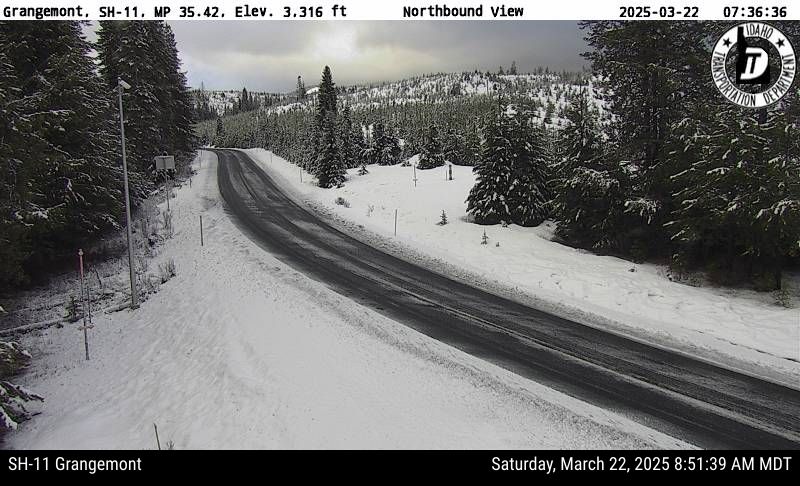 Grangemont, SH-11, MP 35.42, Elev. 3,316 ft Northbound View 2025-03-22 07:36:36
IDAHO
TRANSPORTATION DEPARTMENT
SH-11 Grangemont Saturday, March 22, 2025 8:51:39 AM MDT